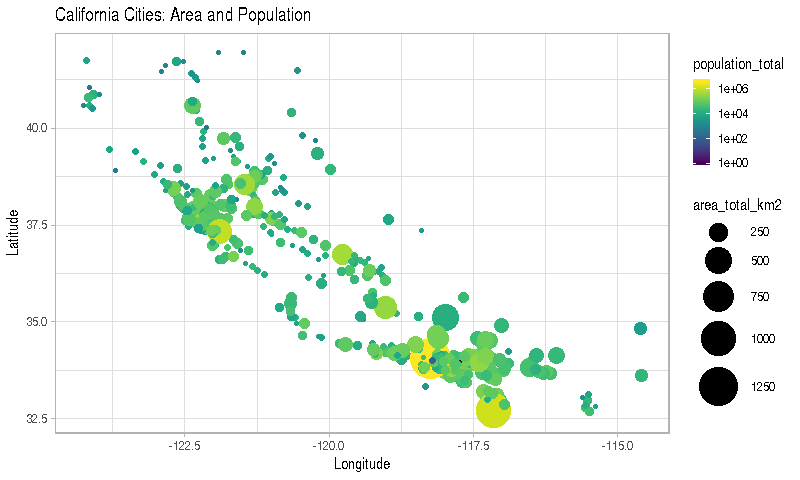 California Cities: Area and Population
40.0
37.5
35.0
32.5
Latitude
-122.5
-120.0
-117.5
-115.0
Longitude
population_total
1e+06
1e+04
1e+02
1e+00
area_total_km2
250
500
750
1000
1250